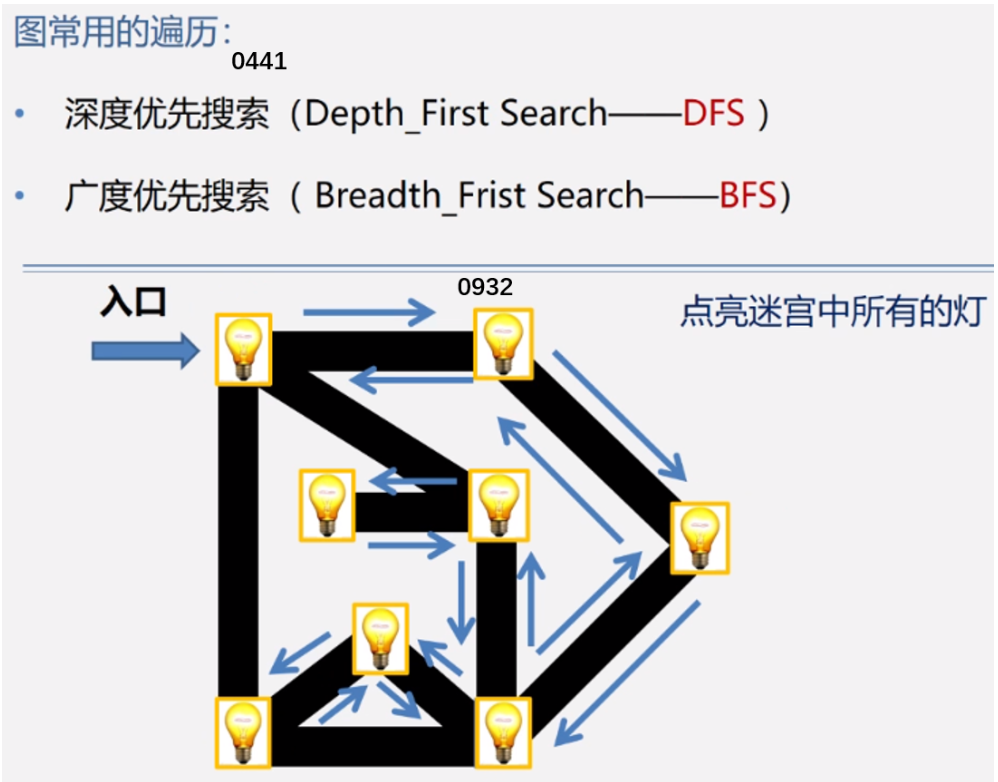 图常用的遍历：
0441
• 深度优先搜索（Depth_First Search——DFS ）
• 广度优先搜索（ Breadth_Frist Search——BFS）
0932
入口
点亮迷宫中所有的灯